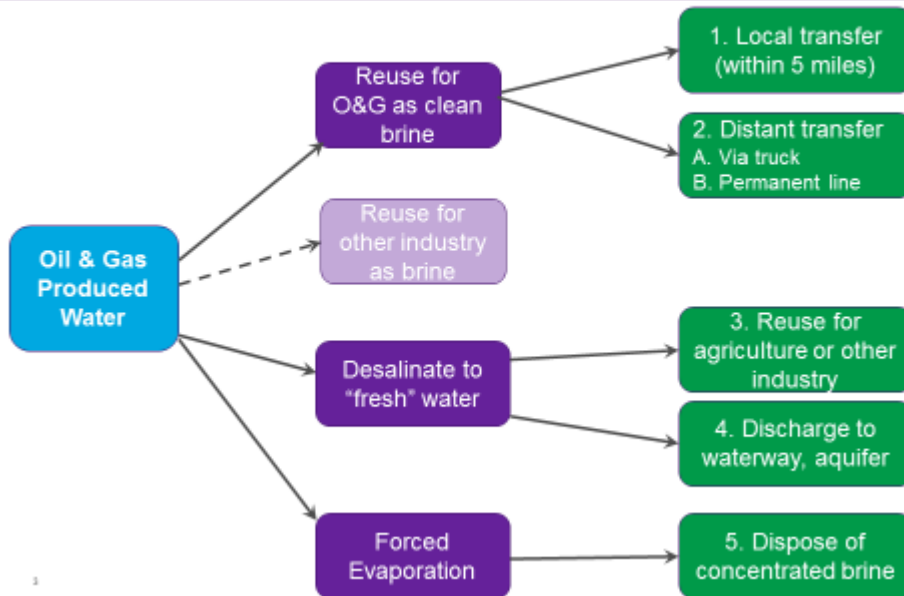 Oil & Gas
Produced
Water
Reuse for
O&G as clean
brine
Reuse for
other industry
as brine
Desalinate to
“fresh” water
Forced
Evaporation
1. Local transfer
(within 5 miles)
2. Distant transfer
A. Via truck
B. Permanent line
3. Reuse for
agriculture or other
industry
4. Discharge to
waterway, aquifer
5. Dispose of
concentrated brine